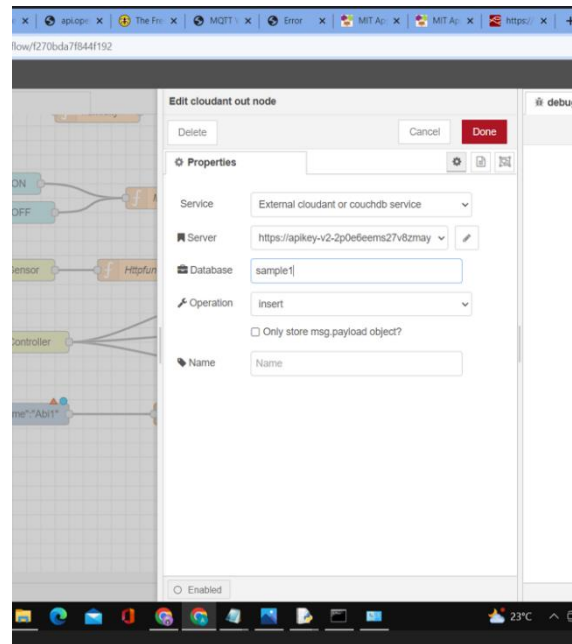 api.ope
The Fre
MQTT
Error
MIT Ap
MIT Ap
https:/
flow/f270bda7f844f192
Edit cloudant out node
debu
Delete
Cancel
Done
Properties
ON
Service
External cloudant or couchdb service
OFF
Server
https://apikey-v2-2p0e6eems27v8zmay
Sensor
Httpfun
Database
sample1
Operation
insert
Only store msg.payload object?
Controller
Name
Name
me":"Abi1"
Enabled
23°C